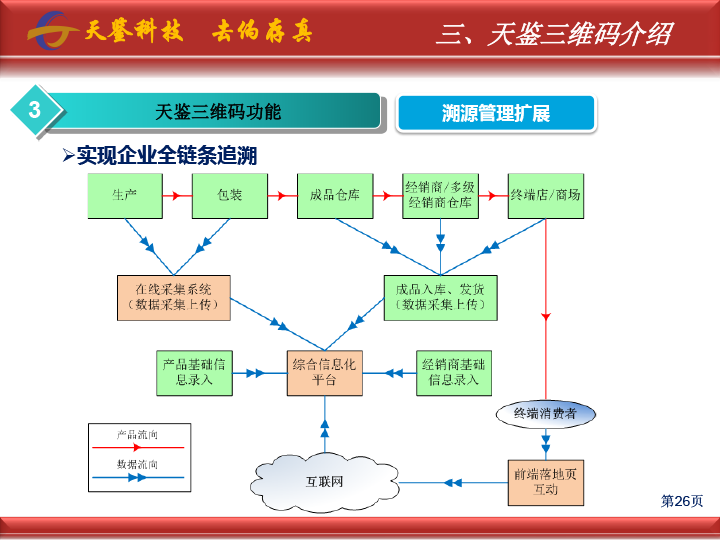 天鉴科技 去伪存真
三、天鉴三维码介绍
3
天鉴三维码功能
溯源管理扩展
➢实现企业全链条追溯
生产
包装
成品仓库
经销商/多级
经销商仓库
终端店/商场
在线采集系统
（数据采集上传）
成品入库、发货
（数据采集上传）
产品基础信
息录入
综合信息化
平台
经销商基础
信息录入
终端消费者
产品流向
数据流向
互联网
前端落地页
互动
第26页